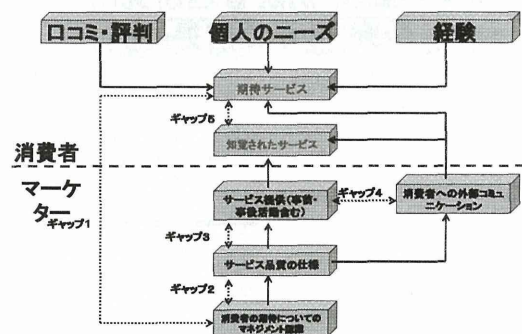 口コミ・評判
個人のニーズ
経験
期待サービス
ギャップ5
知覚されたサービス
消費者
マーケ
ター
ギャップ1
サービス提供(事前・
事後活動含む)
ギャップ4
消費者への外部コミュ
ニケーション
ギャップ3
サービス品質の仕様
ギャップ2
消費者の期待についての
マネジメント認識